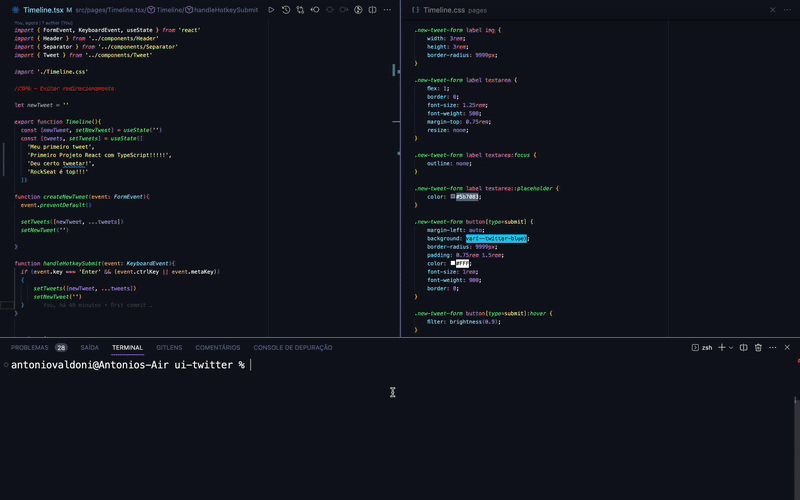 Timeline.tsx M src/pages/Timeline.tsx/Timeline/handleHotkeySubmit
You, agora | 1 author (You)
import { FormEvent, KeyboardEvent, useState } from 'react'
import { Header } from '../components/Header'
import { Separator } from '../components/Separator'
import { Tweet } from '../components/Tweet'
import './Timeline.css'
//CSPA - Evitar redirecionamento
let newTweet = ''
export function Timeline(){
const [newTweet, setNewTweet] = useState('')
const [tweets, setTweets] = useState([
'Meu primeiro tweet',
'Primeiro Projeto React com TypeScript!!!!!',
'Deu certo tweetar!',
'RockSeat é top!!!'
])
function createNewTweet(event: FormEvent){
event.preventDefault()
setTweets([newTweet, ...tweets])
setNewTweet('')
}
function handleHotkeySubmit(event: KeyboardEvent){
if (event.key === 'Enter' && (event.ctrlKey || event.metaKey))
{
setTweets([newTweet, ...tweets])
setNewTweet('')
} You, há 49 minutos • first commit …
}
Timeline.css pages
.new-tweet-form label img {
width: 3rem;
height: 3rem;
border-radius: 9999px;
}
.new-tweet-form label textarea {
flex: 1;
border: 0;
font-size: 1.25rem;
font-weight: 500;
margin-top: 0.75rem;
resize: none;
}
.new-tweet-form label textarea:focus {
outline: none;
}
.new-tweet-form label textarea::placeholder {
color: #5b7083;
}
.new-tweet-form button[type=submit] {
margin-left: auto;
background: var(--twitter-blue);
border-radius: 9999px;
padding: 0.75rem 1.5rem;
color: #FFF;
font-size: 1rem;
font-weight: 900;
border: 0;
}
.new-tweet-form button[type=submit]:hover {
filter: brightness(0.9);
}
PROBLEMAS 28 SAÍDA TERMINAL GITLENS COMENTÁRIOS CONSOLE DE DEPURAÇÃO zsh
antoniovaldoni@Antonios-Air ui-twitter %